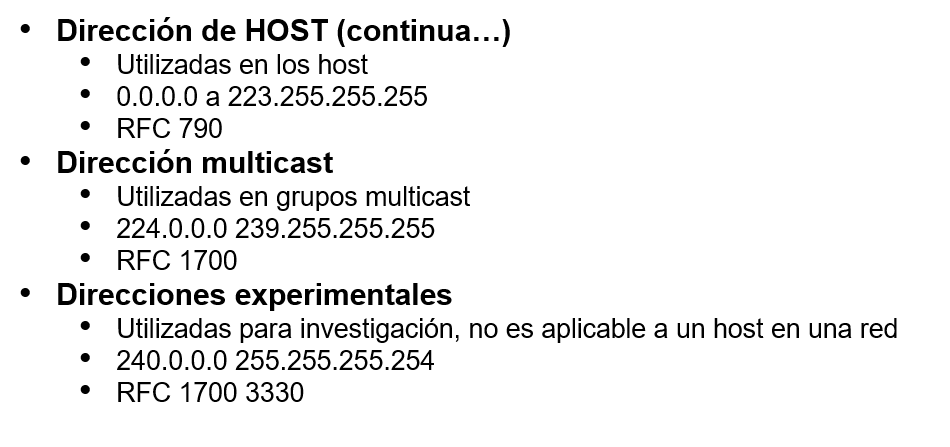 • Dirección de HOST (continua…)
• Utilizadas en los host
• 0.0.0.0 a 223.255.255.255
• RFC 790
• Dirección multicast
• Utilizadas en grupos multicast
• 224.0.0.0 239.255.255.255
• RFC 1700
• Direcciones experimentales
• Utilizadas para investigación, no es aplicable a un host en una red
• 240.0.0.0 255.255.255.254
• RFC 1700 3330